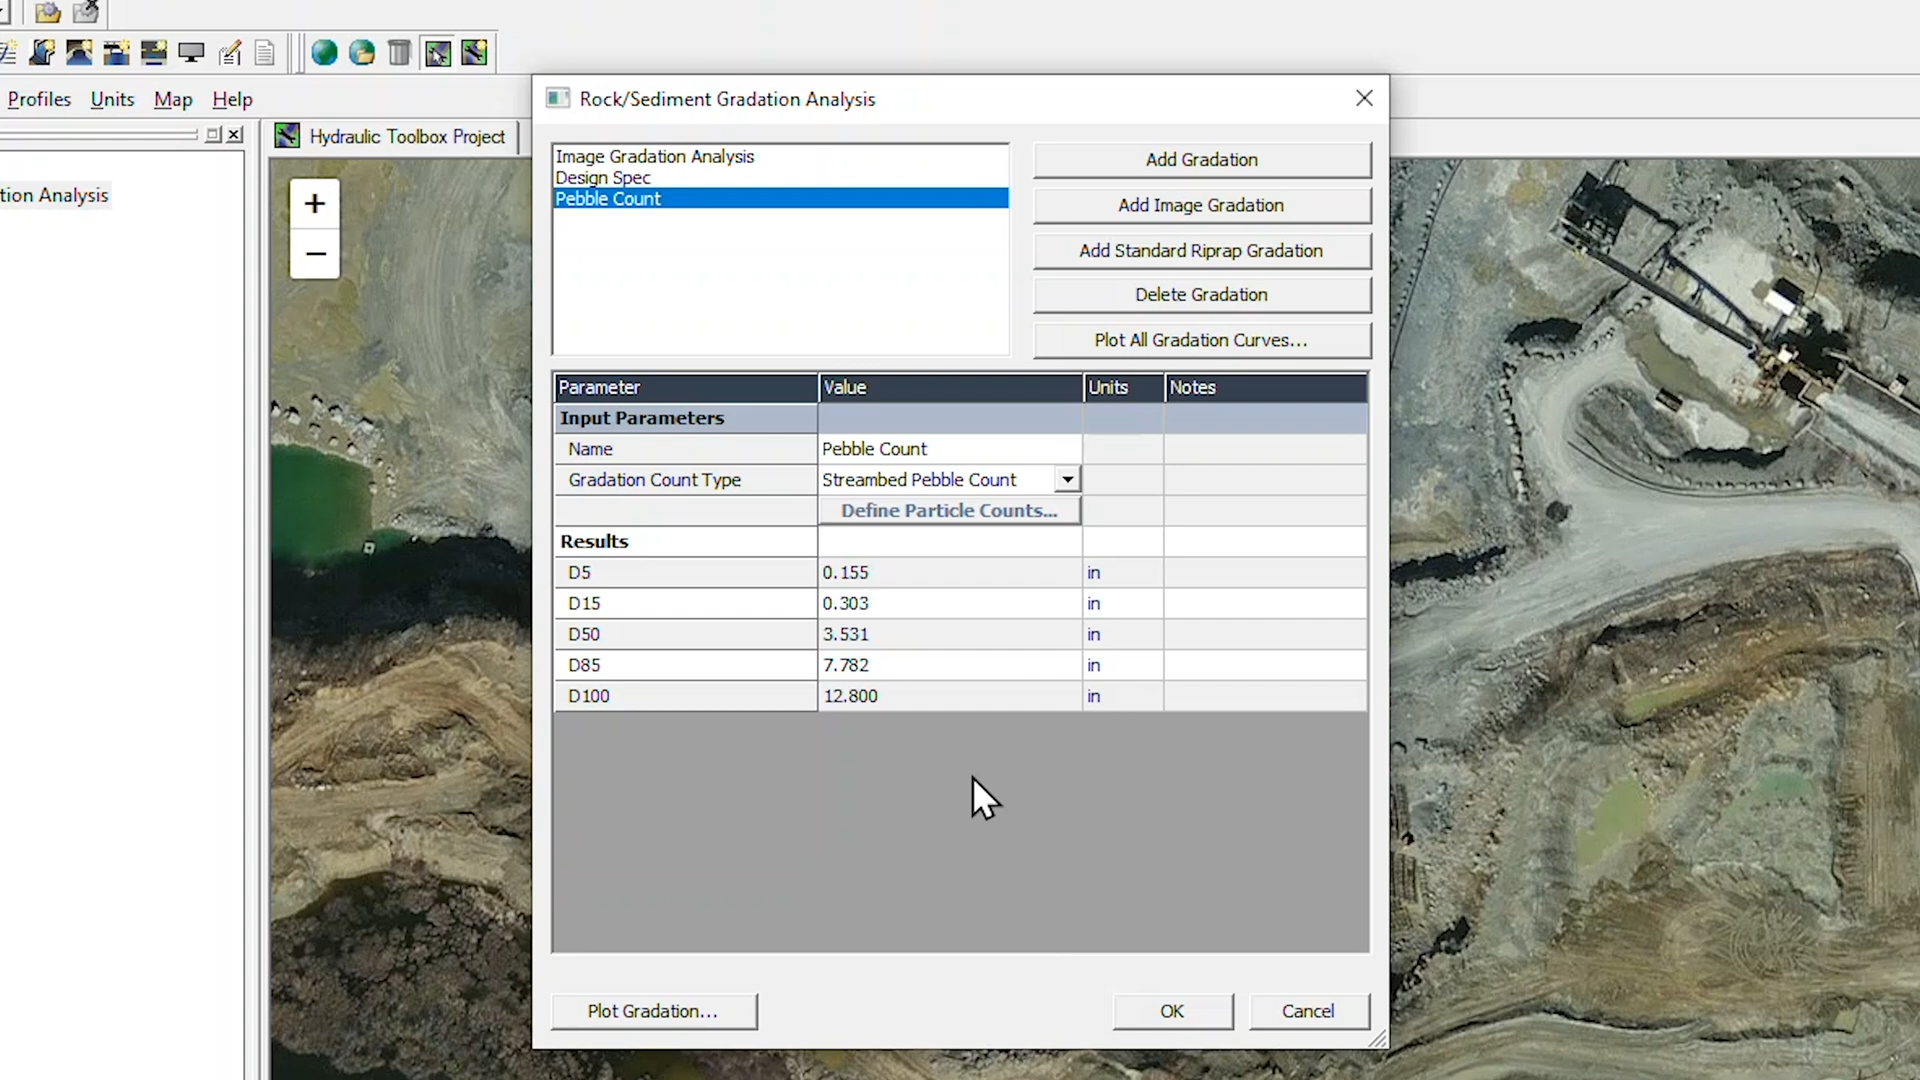 Profiles Units Map Help
Hydraulic Toolbox Project
tion Analysis
+
−
Rock/Sediment Gradation Analysis
Image Gradation Analysis
Design Spec
Pebble Count
Add Gradation
Add Image Gradation
Add Standard Riprap Gradation
Delete Gradation
Plot All Gradation Curves...
Parameter Value Units Notes
Input Parameters
Name Pebble Count
Gradation Count Type Streambed Pebble Count
Define Particle Counts...
Results
D5 0.155 in
D15 0.303 in
D50 3.531 in
D85 7.782 in
D100 12.800 in
Plot Gradation... OK Cancel